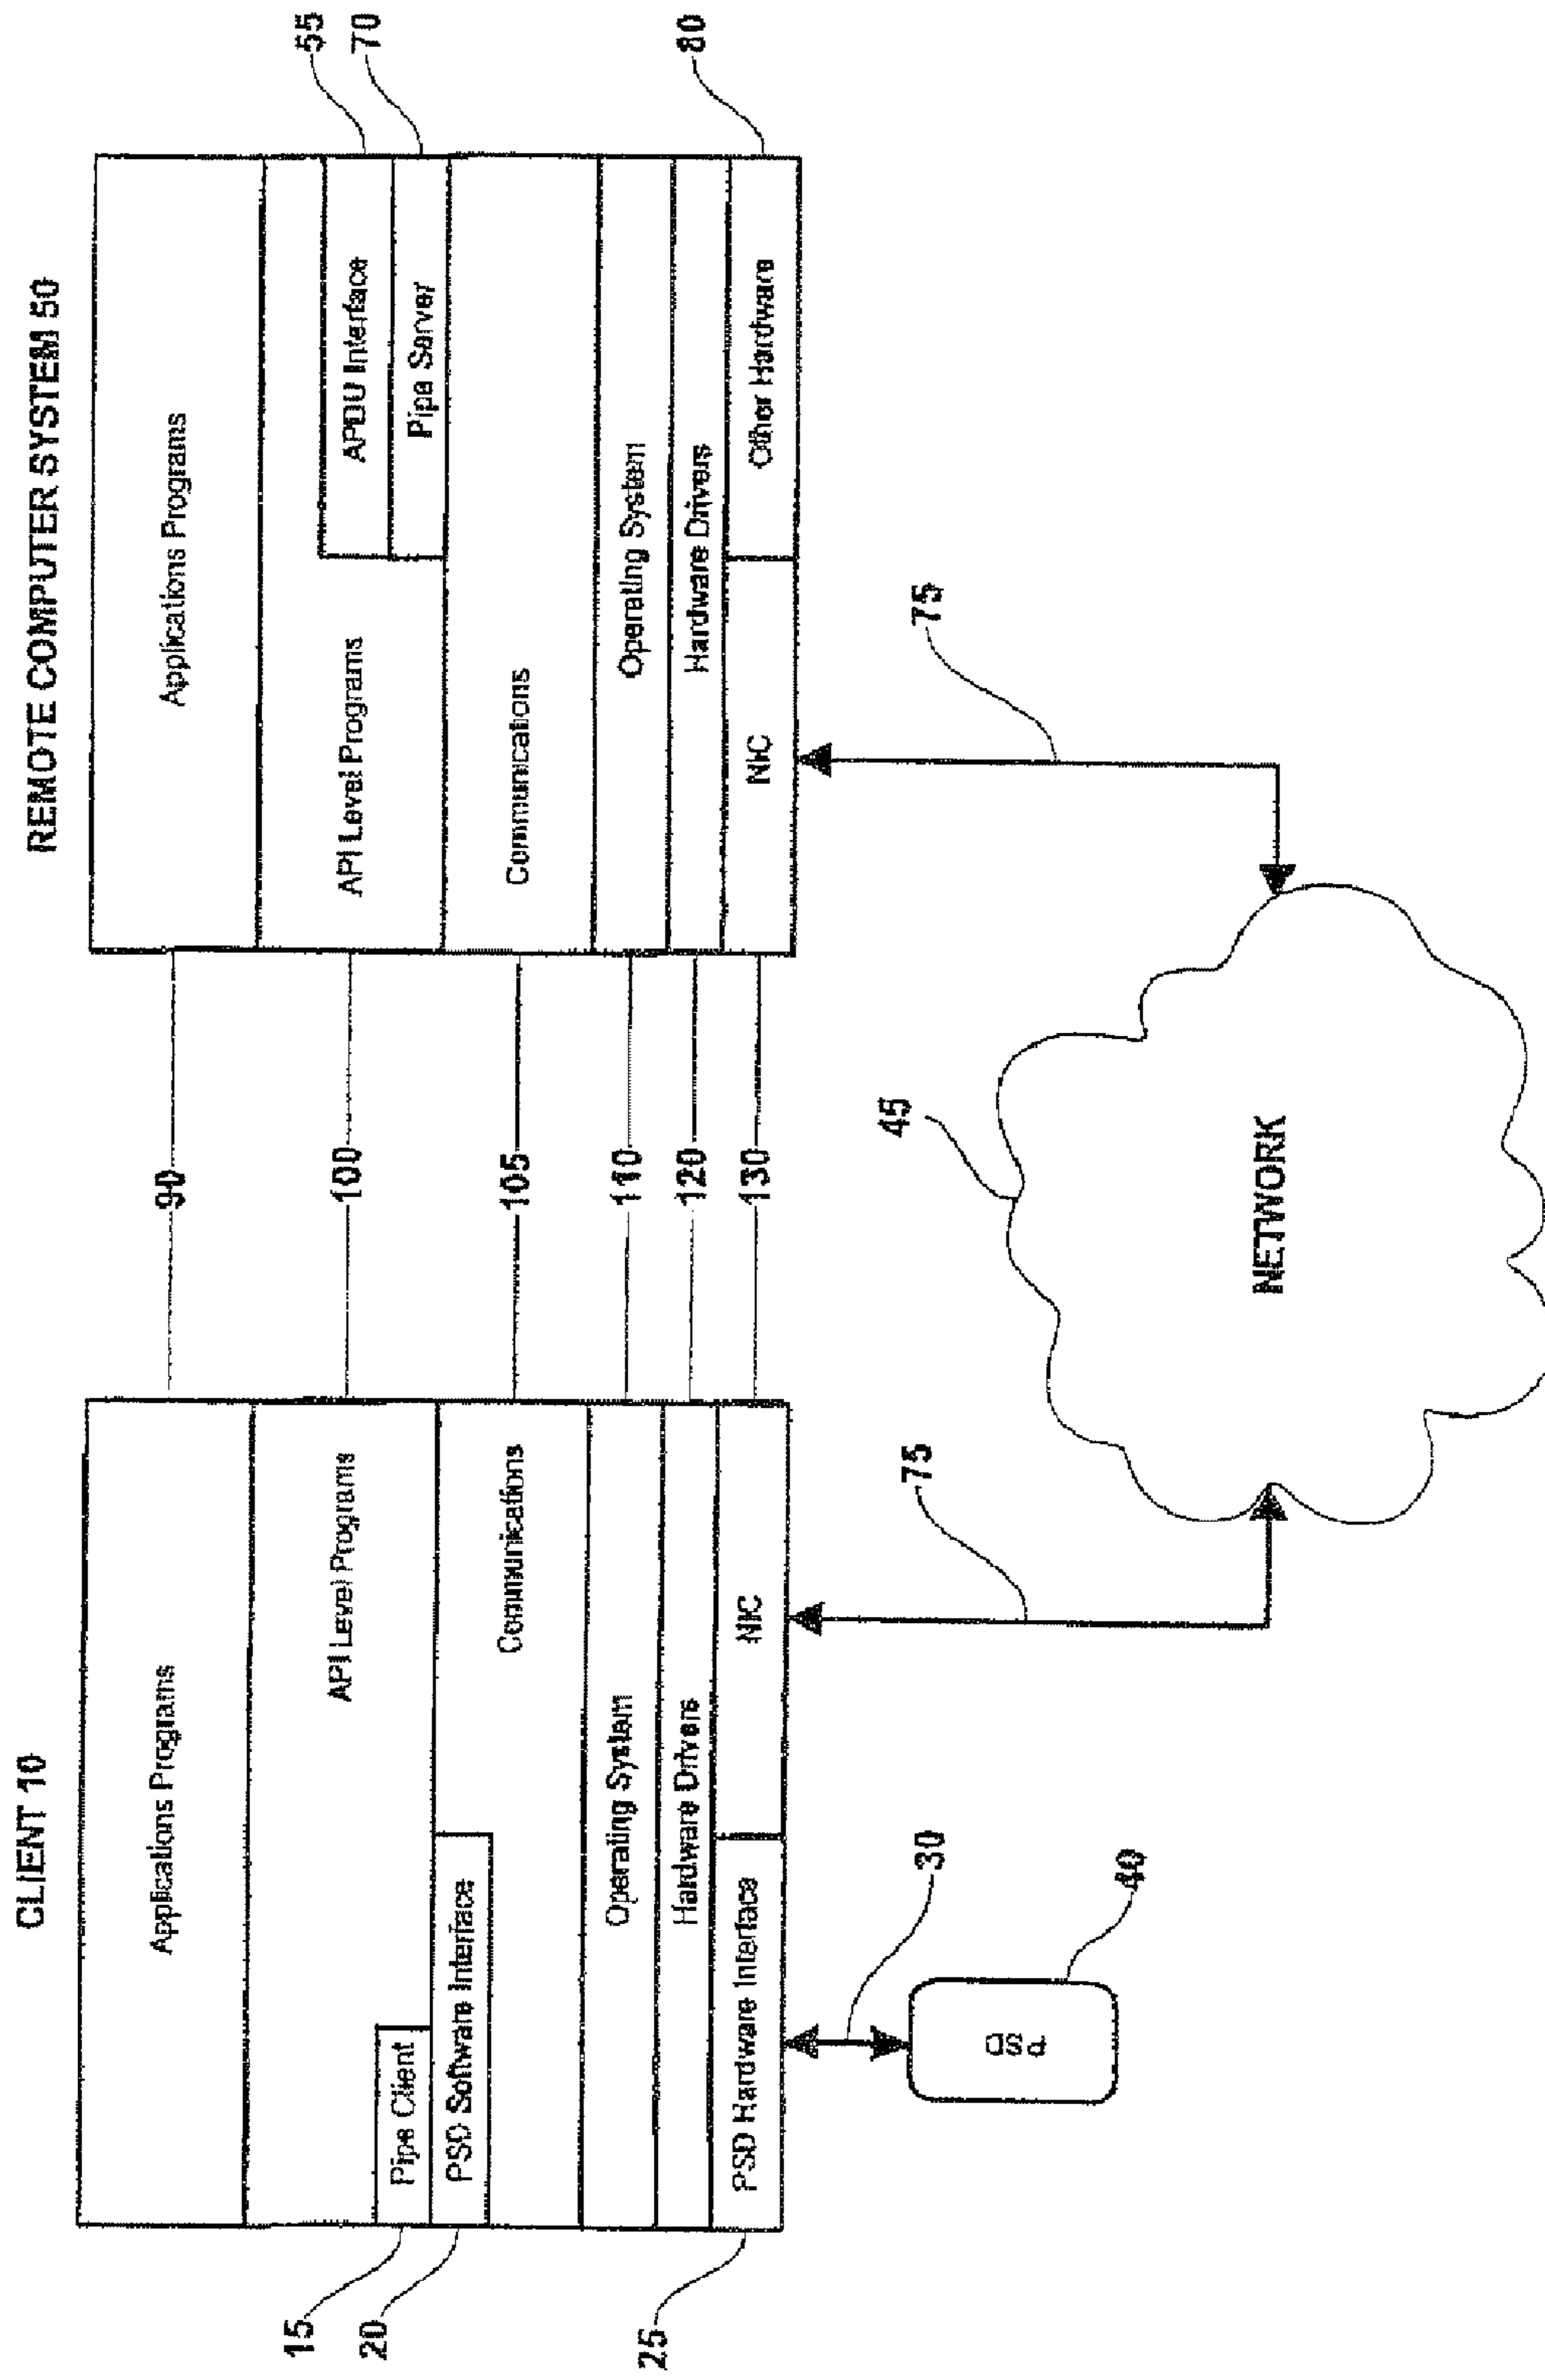 CLIENT 10
REMOTE COMPUTER SYSTEM 50
Applications Programs
90
Applications Programs
API Level Programs
100
API Level Programs
APDU Interface
55
15
Pipe Client
Pipe Server
70
20
PSD Software Interface
Communications
105
Communications
Operating System
110
Operating System
Hardware Drivers
120
Hardware Drivers
25
PSD Hardware Interface
NIC
130
NIC
Other Hardware
80
30
75
75
PSD
40
45
NETWORK